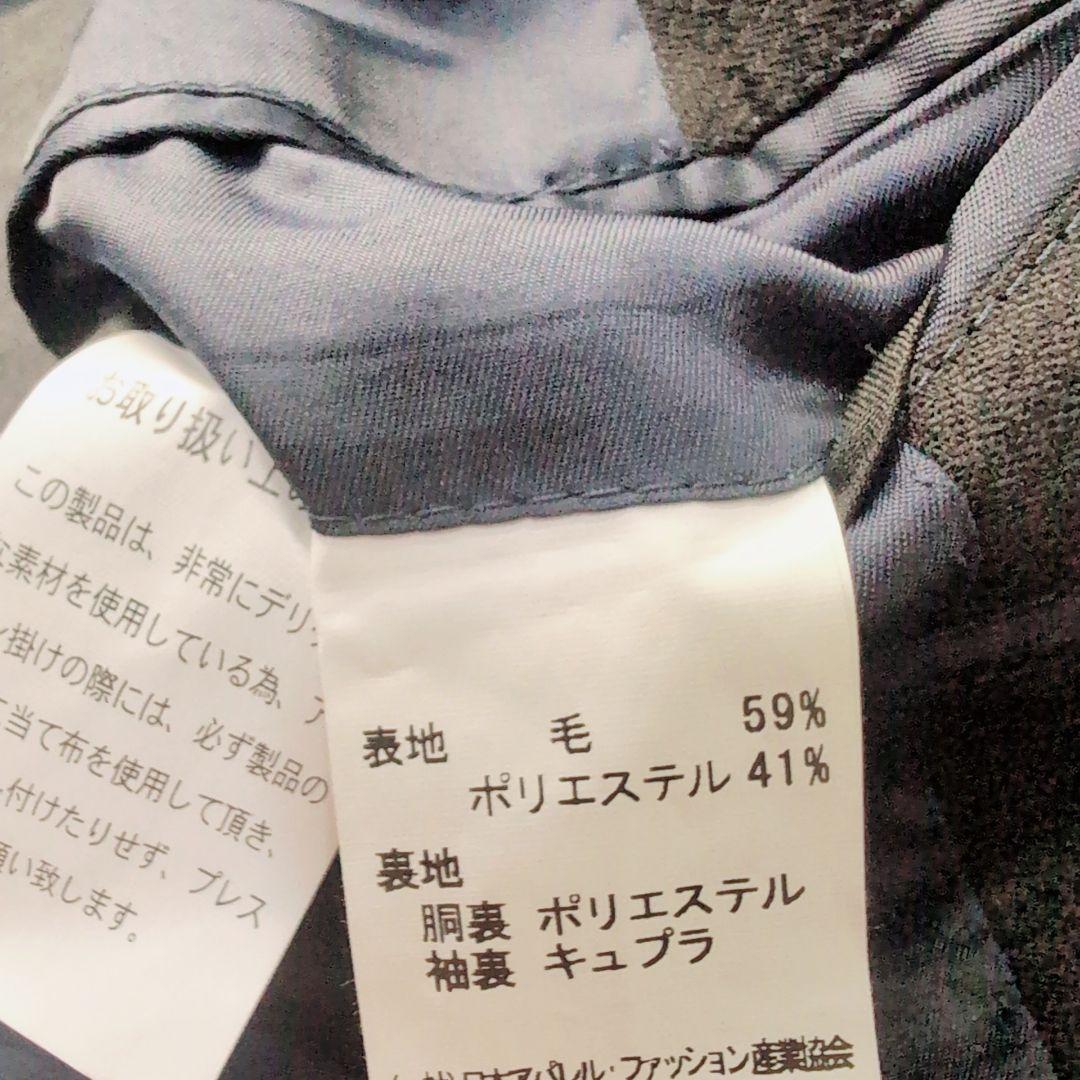 お取り扱い上
この製品は、非常にデリ
な素材を使用している為、ア
掛けの際には、必ず製品の
当て布を使用して頂き、
付けたりせず、プレス
願い致します。
表地 毛 59%
ポリエステル 41%
裏地
胴裏 ポリエステル
袖裏 キュプラ
日本アパレル・ファッション産業協会